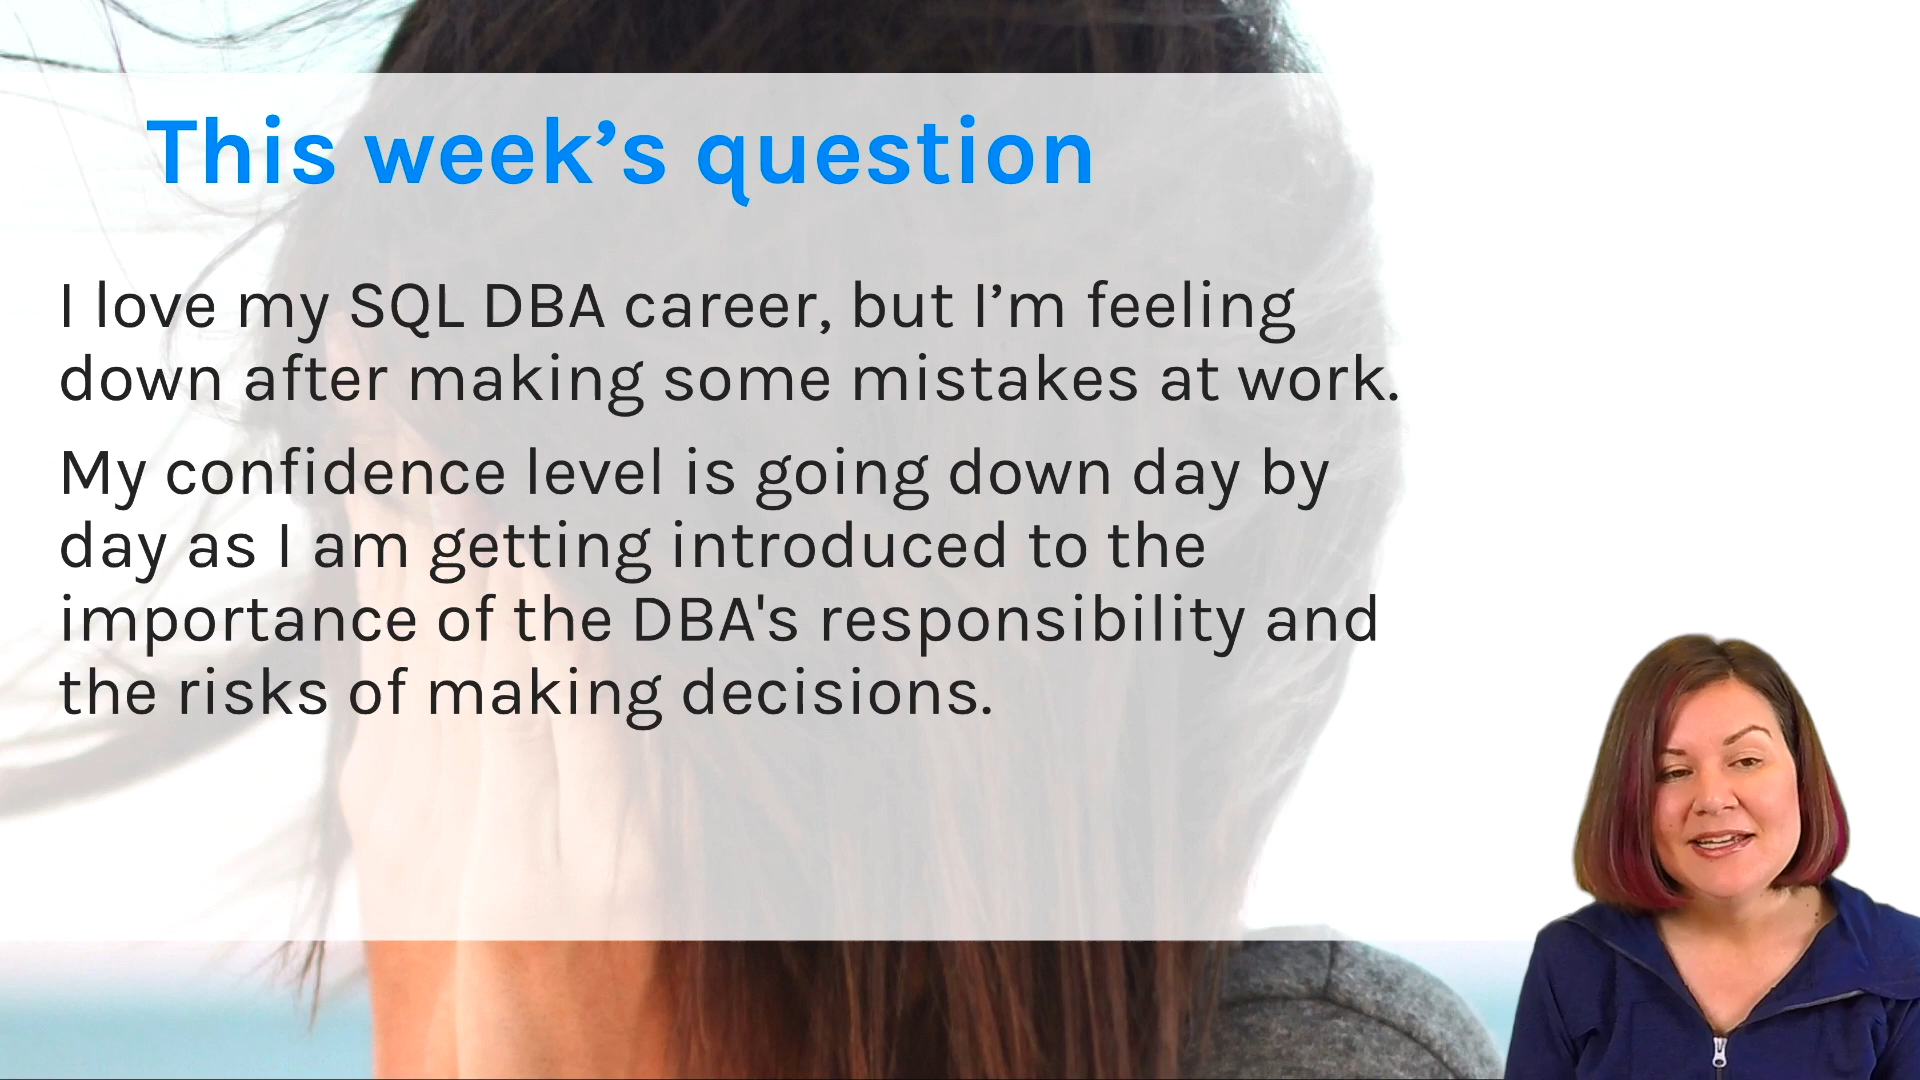 This week’s question
I love my SQL DBA career, but I’m feeling
down after making some mistakes at work.
My confidence level is going down day by
day as I am getting introduced to the
importance of the DBA's responsibility and
the risks of making decisions.